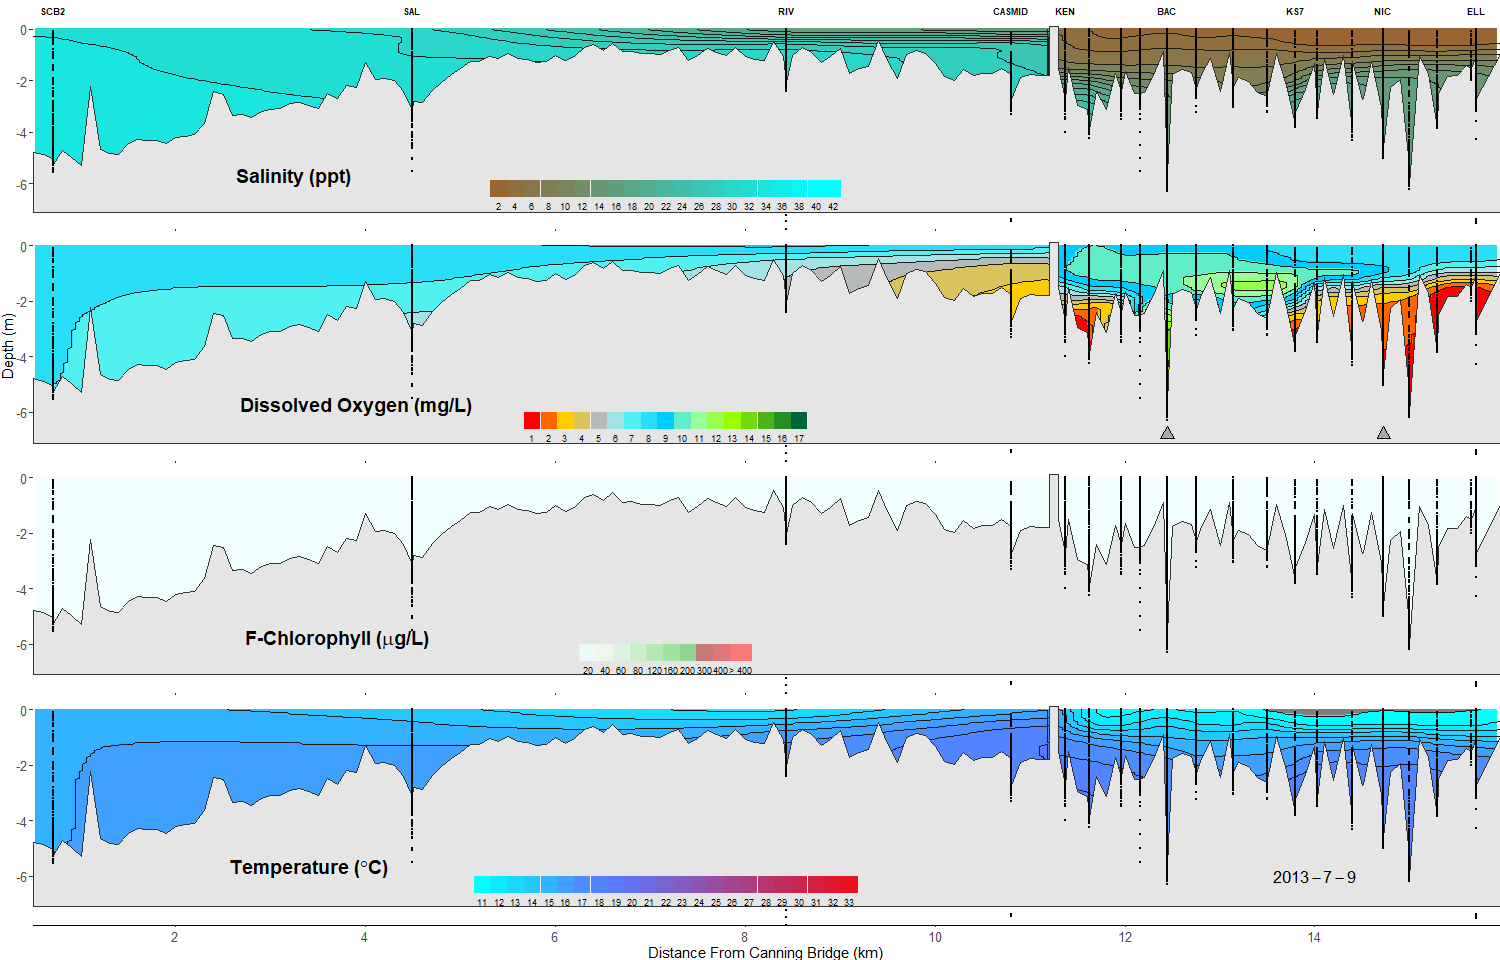 SCB2 SAL RIV CASMID KEN BAC KS7 NIC ELL
0
-2
-4
-6
Salinity (ppt)
2 4 6 8 10 12 14 16 18 20 22 24 26 28 30 32 34 36 38 40 42
0
-2
-4
-6
Depth (m)
Dissolved Oxygen (mg/L)
1 2 3 4 5 6 7 8 9 10 11 12 13 14 15 16 17
0
-2
-4
-6
F-Chlorophyll (µg/L)
20 40 60 80 120 160 200 300 400 > 400
0
-2
-4
-6
Temperature (°C)
2013 – 7 – 9
11 12 13 14 15 16 17 18 19 20 21 22 23 24 25 26 27 28 29 30 31 32 33
2 4 6 8 10 12 14
Distance From Canning Bridge (km)